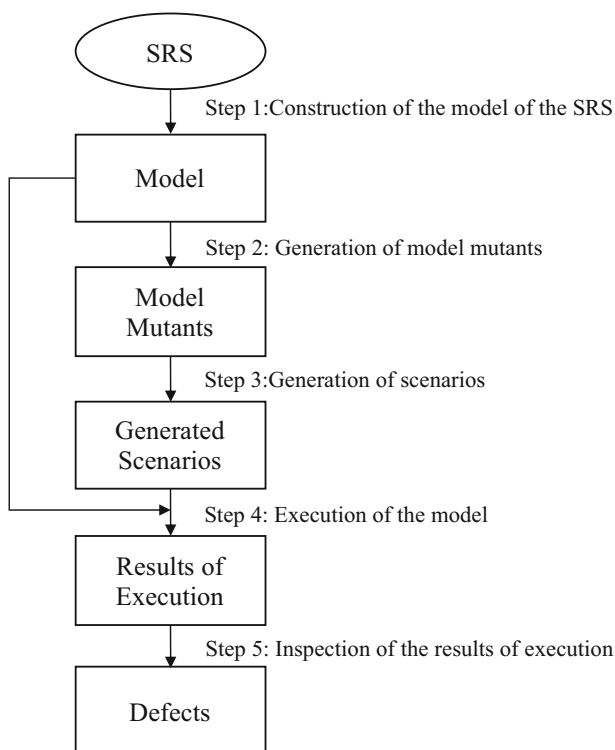 SRS
Step 1:Construction of the model of the SRS
Model
Step 2: Generation of model mutants
Model
Mutants
Step 3:Generation of scenarios
Generated
Scenarios
Step 4: Execution of the model
Results of
Execution
Step 5: Inspection of the results of execution
Defects